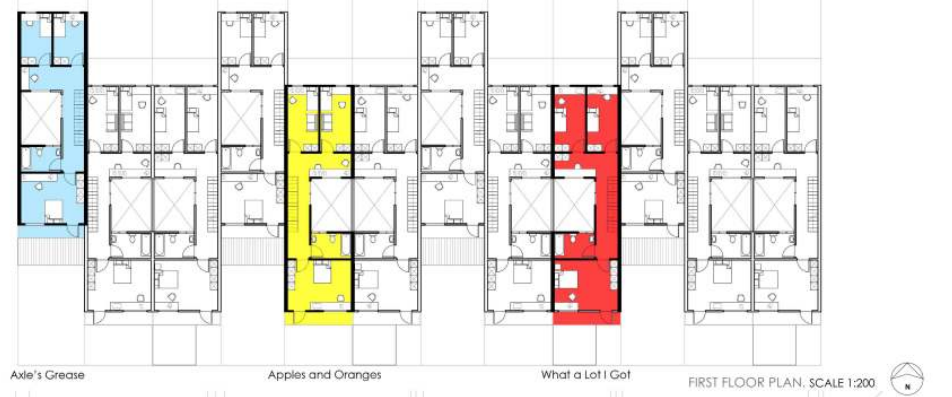 Axle's Grease
Apples and Oranges
What a Lot I Got
FIRST FLOOR PLAN. SCALE 1:200
N